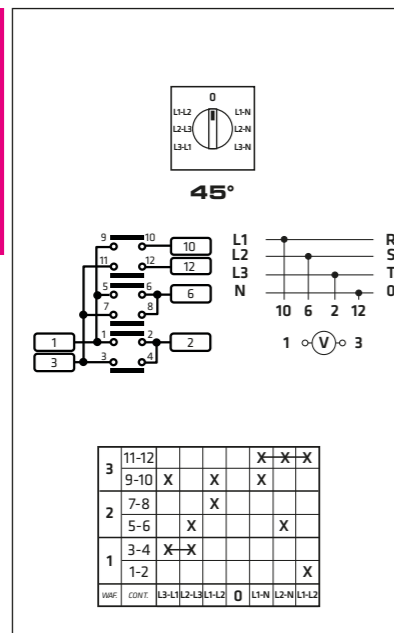 0
L1-L2 L1-N
L2-L3 L2-N
L3-L1 L3-N
45°
9 10 10
11 12 12
5 6 6
7 8
1 1 2 2
3 3 4
L1 R
L2 S
L3 T
N 0
10 6 2 12
1 V 3
3 11-12 X X X
9-10 X X X
2 7-8 X
5-6 X X
1 3-4 X X
1-2 X
WAF. CONT. L3-L1 L2-L3 L1-L2 0 L1-N L2-N L1-L2